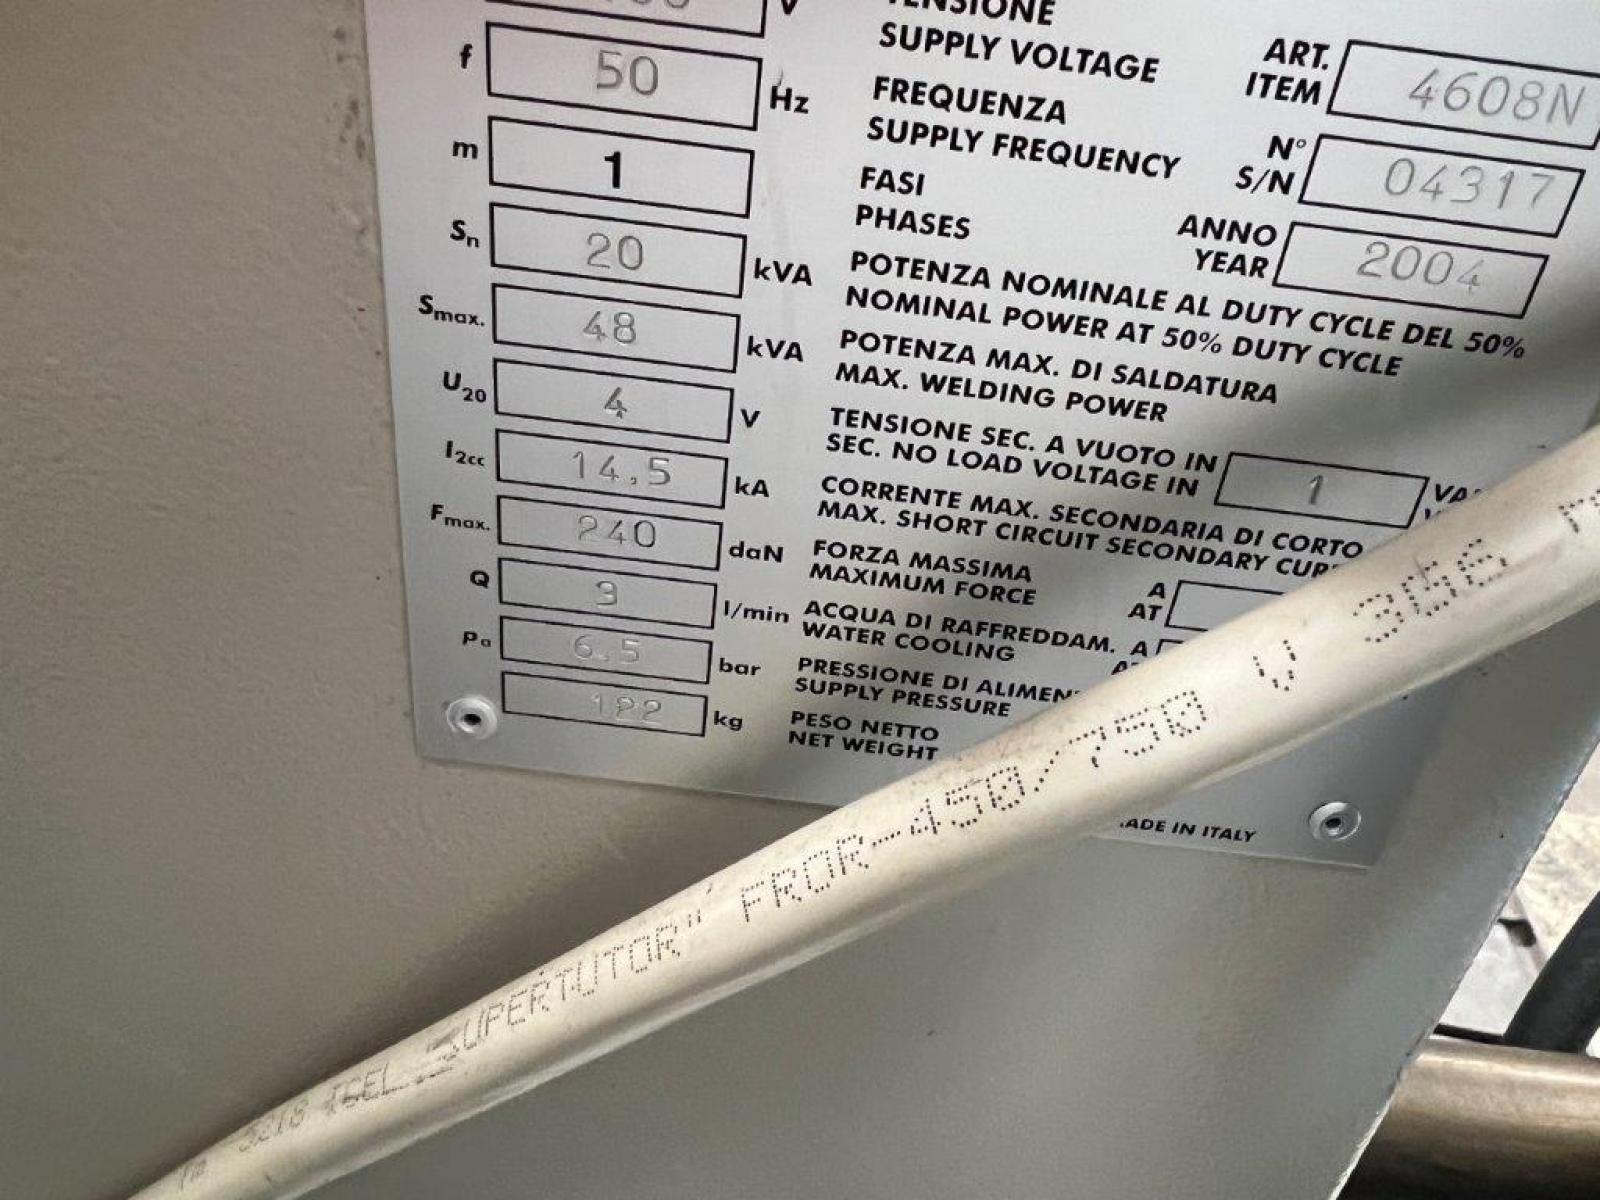 V TENSIONE
SUPPLY VOLTAGE
f 50 Hz FREQUENZA
SUPPLY FREQUENCY
m 1 FASI
PHASES
Sn 20 kVA POTENZA NOMINALE AL DUTY CYCLE DEL 50%
NOMINAL POWER AT 50% DUTY CYCLE
Smax. 48 kVA POTENZA MAX. DI SALDATURA
MAX. WELDING POWER
U20 4 V TENSIONE SEC. A VUOTO IN
SEC. NO LOAD VOLTAGE IN 1
I2cc 14,5 kA CORRENTE MAX. SECONDARIA DI CORTO
MAX. SHORT CIRCUIT SECONDARY
Fmax. 240 daN FORZA MASSIMA A
MAXIMUM FORCE AT
Q 3 l/min ACQUA DI RAFFREDDAM. A
WATER COOLING
Pa 6.5 bar PRESSIONE DI
SUPPLY PRESSURE
122 kg PESO NETTO
NET WEIGHT
ART.
ITEM 4608N
N°
S/N 04317
ANNO
YEAR 2004
MADE IN ITALY
ICEL "SUPERTUTOR" FROR-450/750 V